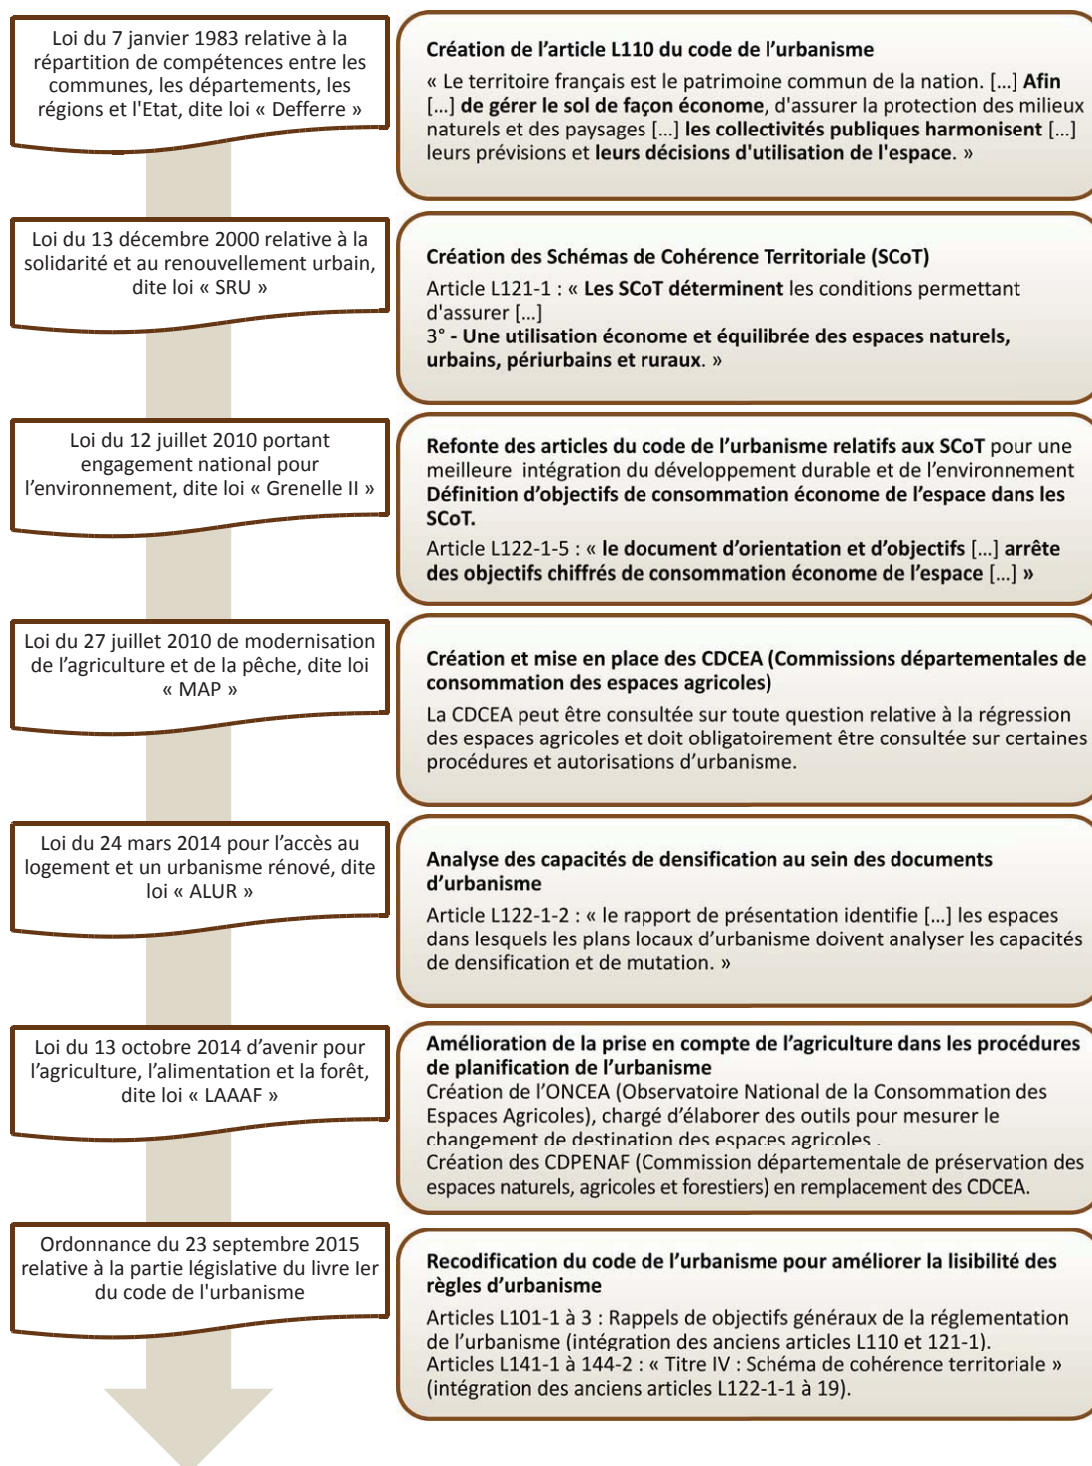 Loi du 7 janvier 1983 relative à la
répartition de compétences entre les
communes, les départements, les
régions et l'Etat, dite loi « Defferre »
Création de l’article L110 du code de l’urbanisme
« Le territoire français est le patrimoine commun de la nation. [...] Afin
[...] de gérer le sol de façon économe, d'assurer la protection des milieux
naturels et des paysages [...] les collectivités publiques harmonisent [...]
leurs prévisions et leurs décisions d'utilisation de l'espace. »
Loi du 13 décembre 2000 relative à la
solidarité et au renouvellement urbain,
dite loi « SRU »
Création des Schémas de Cohérence Territoriale (SCoT)
Article L121-1 : « Les SCoT déterminent les conditions permettant
d'assurer [...]
3° - Une utilisation économe et équilibrée des espaces naturels,
urbains, périurbains et ruraux. »
Loi du 12 juillet 2010 portant
engagement national pour
l’environnement, dite loi « Grenelle II »
Refonte des articles du code de l’urbanisme relatifs aux SCoT pour une
meilleure intégration du développement durable et de l’environnement
Définition d’objectifs de consommation économe de l’espace dans les
SCoT.
Article L122-1-5 : « le document d’orientation et d’objectifs [...] arrête
des objectifs chiffrés de consommation économe de l’espace [...] »
Loi du 27 juillet 2010 de modernisation
de l’agriculture et de la pêche, dite loi
« MAP »
Création et mise en place des CDCEA (Commissions départementales de
consommation des espaces agricoles)
La CDCEA peut être consultée sur toute question relative à la régression
des espaces agricoles et doit obligatoirement être consultée sur certaines
procédures et autorisations d’urbanisme.
Loi du 24 mars 2014 pour l’accès au
logement et un urbanisme rénové, dite
loi « ALUR »
Analyse des capacités de densification au sein des documents
d’urbanisme
Article L122-1-2 : « le rapport de présentation identifie [...] les espaces
dans lesquels les plans locaux d’urbanisme doivent analyser les capacités
de densification et de mutation. »
Loi du 13 octobre 2014 d’avenir pour
l’agriculture, l’alimentation et la forêt,
dite loi « LAAAF »
Amélioration de la prise en compte de l’agriculture dans les procédures
de planification de l’urbanisme
Création de l’ONCEA (Observatoire National de la Consommation des
Espaces Agricoles), chargé d’élaborer des outils pour mesurer le
changement de destination des espaces agricoles .
Création des CDPENAF (Commission départementale de préservation des
espaces naturels, agricoles et forestiers) en remplacement des CDCEA.
Ordonnance du 23 septembre 2015
relative à la partie législative du livre Ier
du code de l'urbanisme
Recodification du code de l’urbanisme pour améliorer la lisibilité des
règles d’urbanisme
Articles L101-1 à 3 : Rappels de objectifs généraux de la réglementation
de l’urbanisme (intégration des anciens articles L110 et 121-1).
Articles L141-1 à 144-2 : « Titre IV : Schéma de cohérence territoriale »
(intégration des anciens articles L122-1-1 à 19).